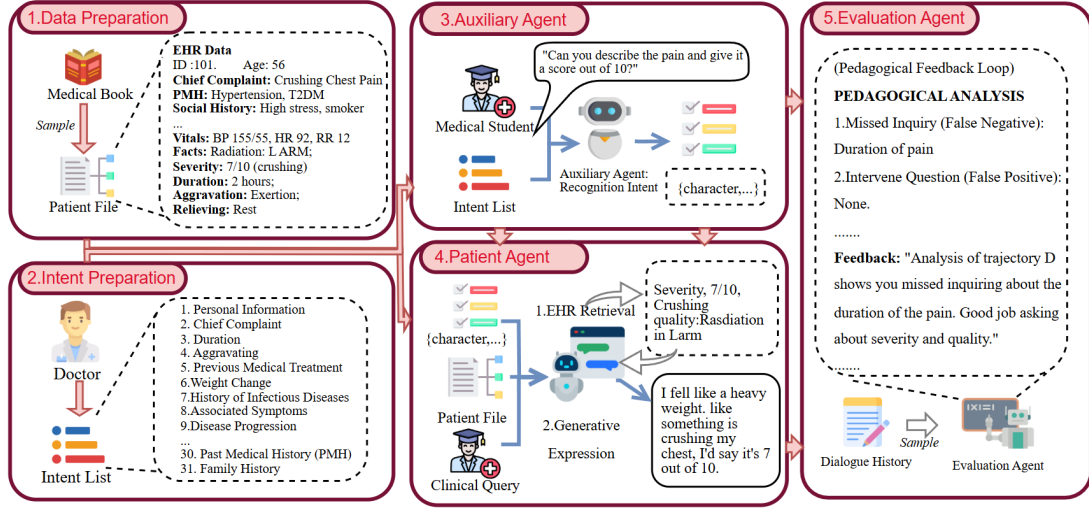 1.Data Preparation
Medical Book
Sample
Patient File
EHR Data
ID :101. Age: 56
Chief Complaint: Crushing Chest Pain
PMH: Hypertension, T2DM
Social History: High stress, smoker
...
Vitals: BP 155/55, HR 92, RR 12
Facts: Radiation: L ARM;
Severity: 7/10 (crushing)
Duration: 2 hours;
Aggravation: Exertion;
Relieving: Rest
2.Intent Preparation
Doctor
Intent List
1. Personal Information
2. Chief Complaint
3. Duration
4. Aggravating
5. Previous Medical Treatment
6.Weight Change
7.History of Infectious Diseases
8.Associated Symptoms
9.Disease Progression
...
30. Past Medical History (PMH)
31. Family History
3.Auxiliary Agent
"Can you describe the pain and give it
a score out of 10?"
Medical Student
Intent List
Auxiliary Agent:
Recognition Intent
{character,...}
4.Patient Agent
{character,...}
Patient File
Clinical Query
1.EHR Retrieval
2.Generative
Expression
Severity, 7/10,
Crushing
quality:Rasdiation
in Larm
I fell like a heavy
weight. like
something is
crushing my
chest, I'd say it's 7
out of 10.
5.Evaluation Agent
(Pedagogical Feedback Loop)
PEDAGOGICAL ANALYSIS
1.Missed Inquiry (False Negative):
Duration of pain
2.Intervene Question (False Positive):
None.
.......
Feedback: "Analysis of trajectory D
shows you missed inquiring about the
duration of the pain. Good job asking
about severity and quality."
.......
Dialogue History
Sample
Evaluation Agent